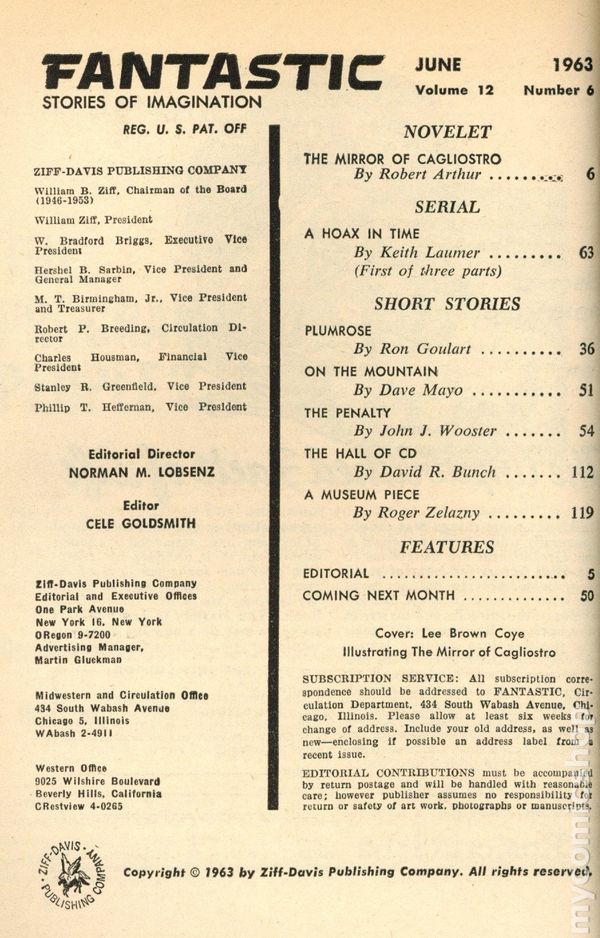 FANTASTIC
STORIES OF IMAGINATION
REG. U. S. PAT. OFF
JUNE 1963
Volume 12 Number 6
ZIFF-DAVIS PUBLISHING COMPANY
William B. Ziff, Chairman of the Board
(1946-1953)
William Ziff, President
W. Bradford Briggs, Executive Vice
President
Hershel B. Sarbin, Vice President and
General Manager
M. T. Birmingham, Jr., Vice President
and Treasurer
Robert P. Breeding, Circulation Di-
rector
Charles Housman, Financial Vice
President
Stanley R. Greenfield, Vice President
Phillip T. Heffernan, Vice President
Editorial Director
NORMAN M. LOBSENZ
Editor
CELE GOLDSMITH
Ziff-Davis Publishing Company
Editorial and Executive Offices
One Park Avenue
New York 16, New York
ORegon 9-7200
Advertising Manager,
Martin Gluckman
Midwestern and Circulation Office
434 South Wabash Avenue
Chicago 5, Illinois
WAbash 2-4911
Western Office
9025 Wilshire Boulevard
Beverly Hills, California
CRestview 4-0265
NOVELET
THE MIRROR OF CAGLIOSTRO
By Robert Arthur .......... 6
SERIAL
A HOAX IN TIME
By Keith Laumer ......... 63
(First of three parts)
SHORT STORIES
PLUMROSE
By Ron Goulart .......... 36
ON THE MOUNTAIN
By Dave Mayo ........... 51
THE PENALTY
By John J. Wooster ....... 54
THE HALL OF CD
By David R. Bunch ....... 112
A MUSEUM PIECE
By Roger Zelazny ......... 119
FEATURES
EDITORIAL ........................ 5
COMING NEXT MONTH .............. 50
Cover: Lee Brown Coye
Illustrating The Mirror of Cagliostro
SUBSCRIPTION SERVICE: All subscription corre-
spondence should be addressed to FANTASTIC, Cir-
culation Department, 434 South Wabash Avenue, Chi-
cago, Illinois. Please allow at least six weeks for
change of address. Include your old address, as well as
new—enclosing if possible an address label from a
recent issue.
EDITORIAL CONTRIBUTIONS must be accompanied
by return postage and will be handled with reasonable
care; however publisher assumes no responsibility for
return or safety of art work, photographs or manuscripts.
ZIFF-DAVIS PUBLISHING COMPANY
Copyright © 1963 by Ziff-Davis Publishing Company. All rights reserved.